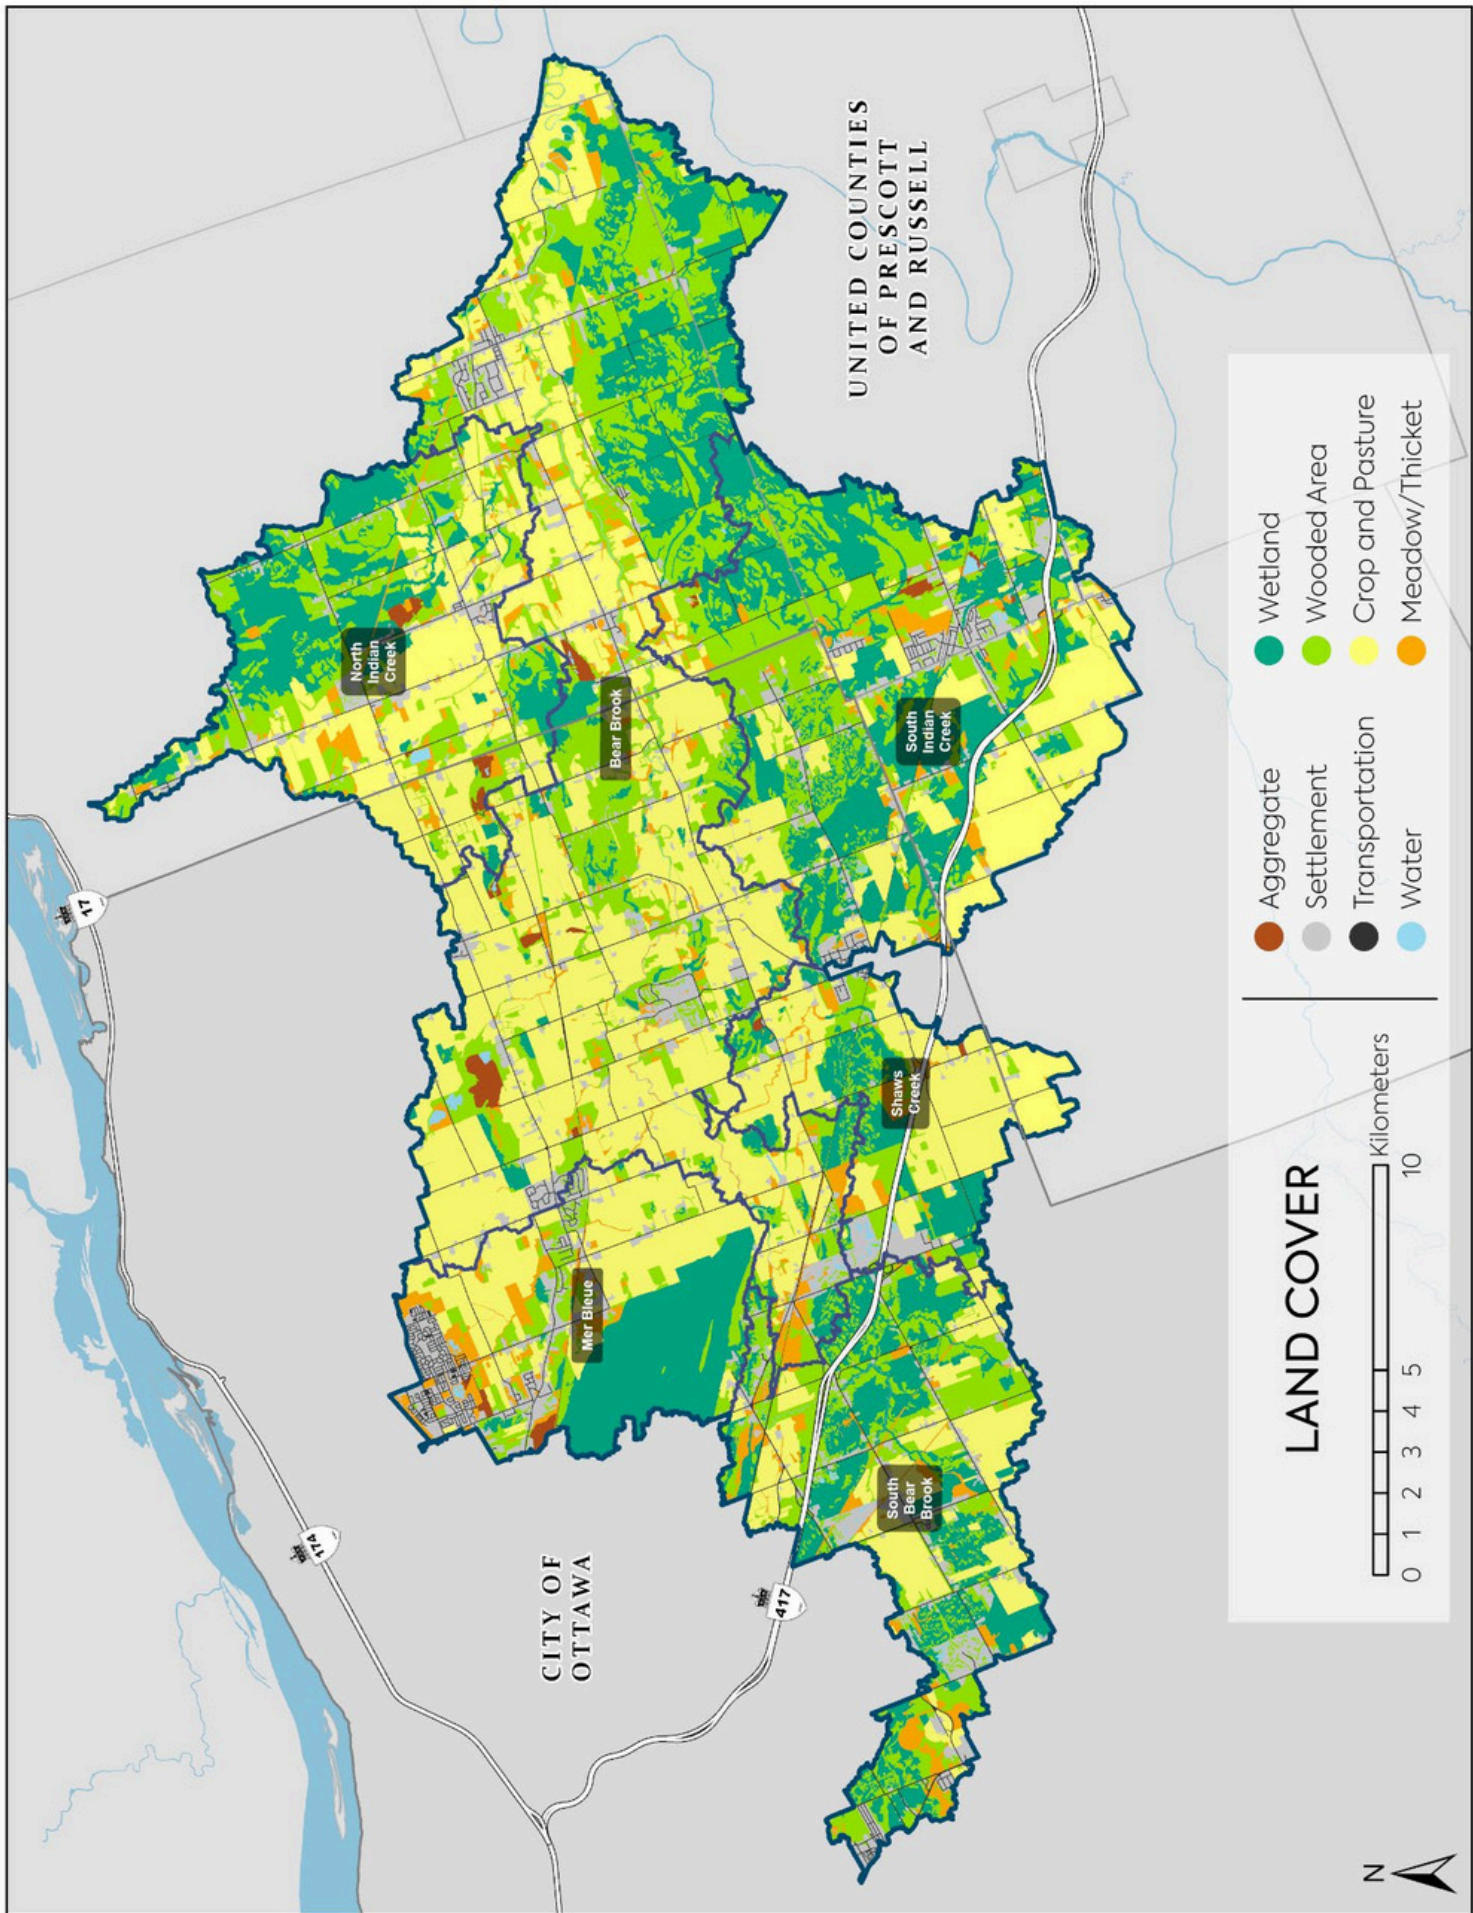 17
174
417
CITY OF
OTTAWA
UNITED COUNTIES
OF PRESCOTT
AND RUSSELL
North
Indian
Creek
Bear Brook
Mer Bleue
South
Indian
Creek
Shaws
Creek
South
Bear
Brook
N
LAND COVER
Kilometers
0 1 2 3 4 5 10
Aggregate
Settlement
Transportation
Water
Wetland
Wooded Area
Crop and Pasture
Meadow/Thicket